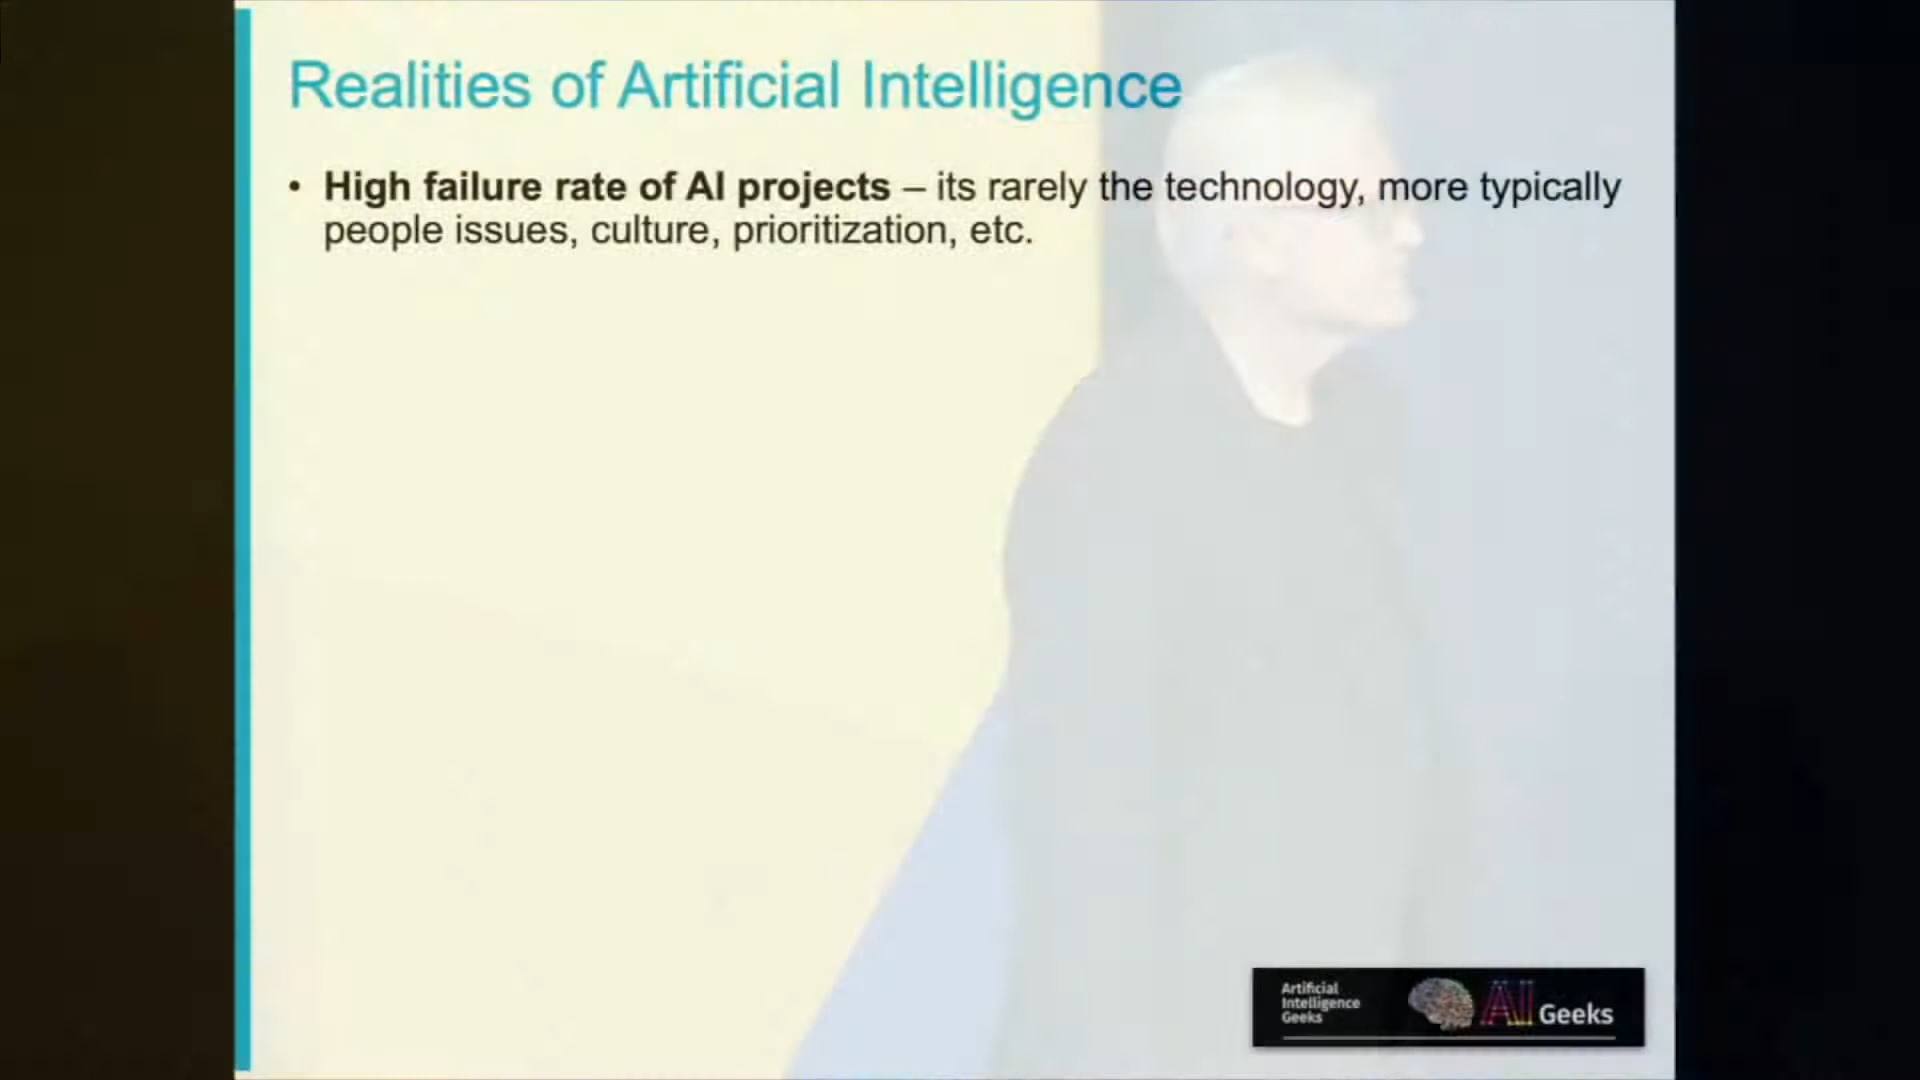 Realities of Artificial Intelligence
• High failure rate of AI projects – its rarely the technology, more typically
people issues, culture, prioritization, etc.
Artificial
Intelligence
Geeks
AI Geeks